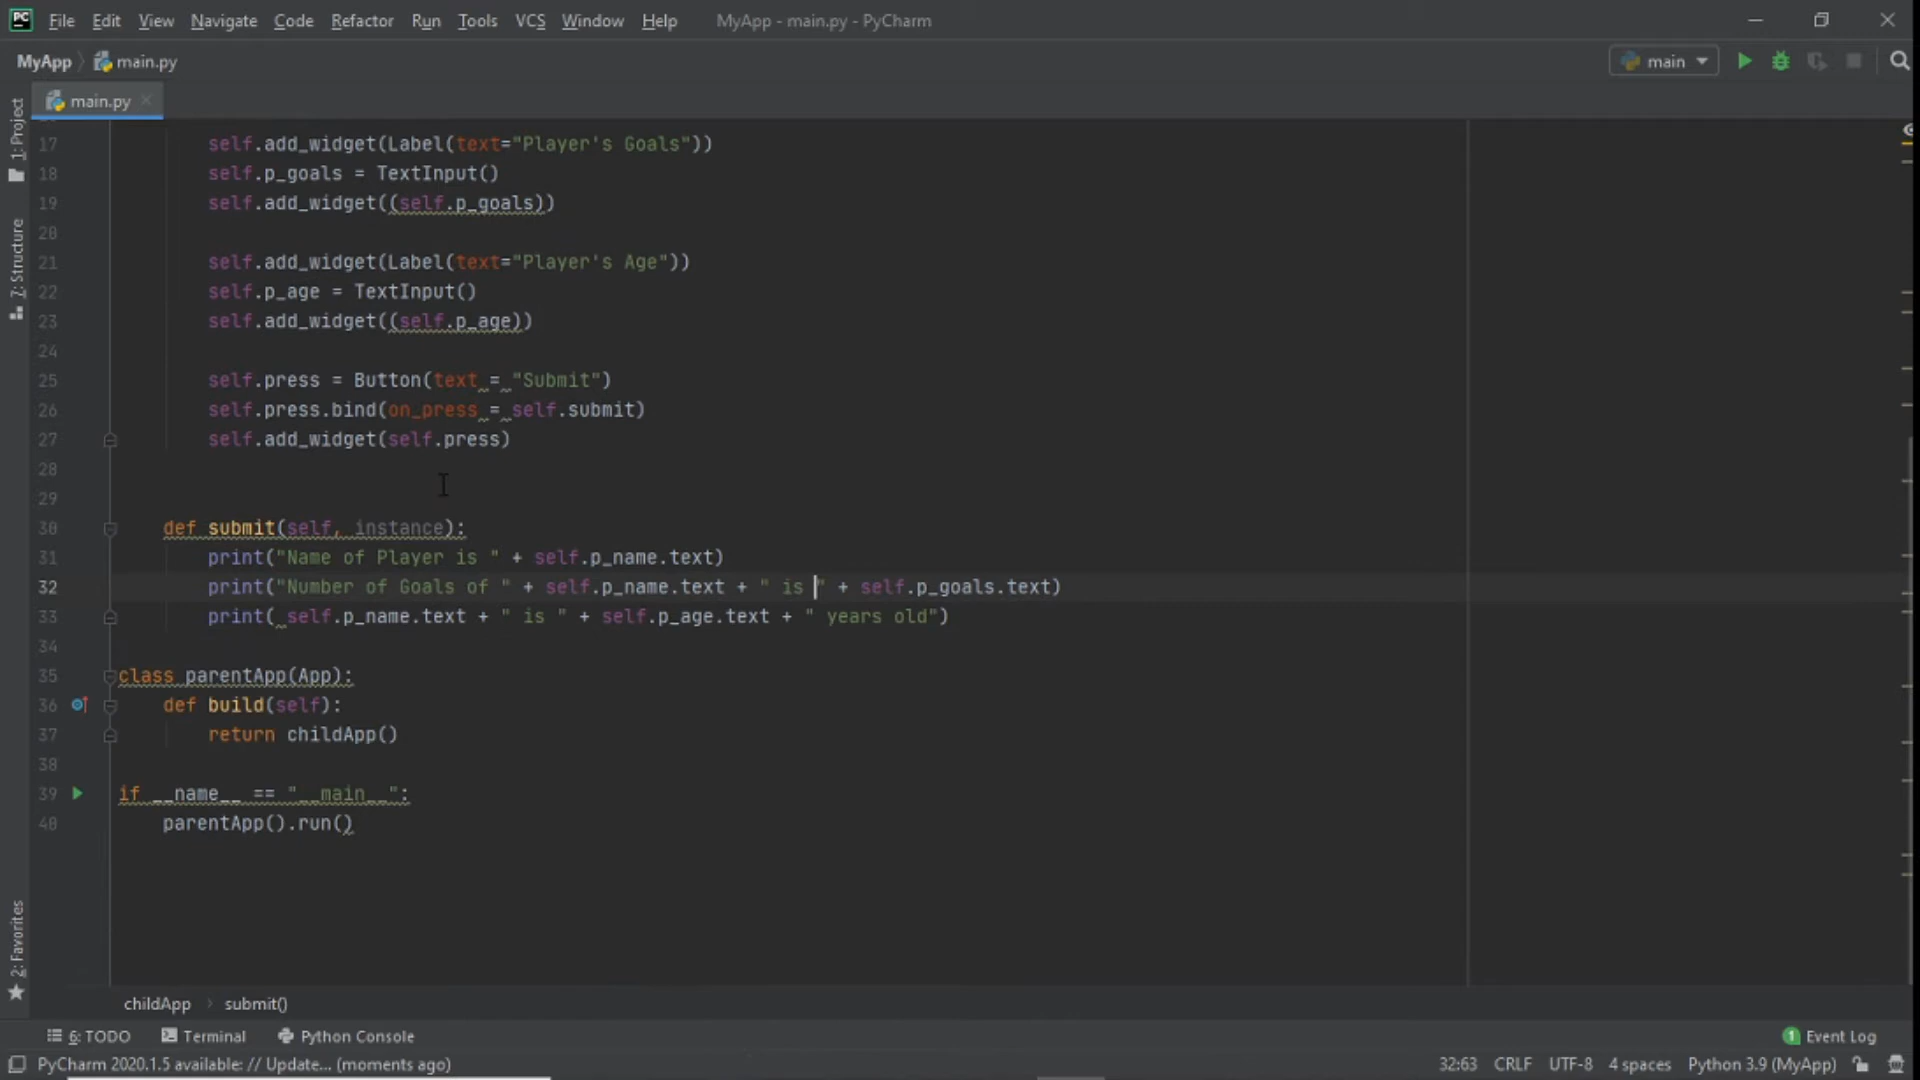 File Edit View Navigate Code Refactor Run Tools VCS Window Help MyApp - main.py - PyCharm
MyApp main.py main
main.py
1: Project
7: Structure
2: Favorites
17 self.add_widget(Label(text="Player's Goals"))
18 self.p_goals = TextInput()
19 self.add_widget((self.p_goals))
20
21 self.add_widget(Label(text="Player's Age"))
22 self.p_age = TextInput()
23 self.add_widget((self.p_age))
24
25 self.press = Button(text = "Submit")
26 self.press.bind(on_press = self.submit)
27 self.add_widget(self.press)
28
29
30 def submit(self, instance):
31 print("Name of Player is " + self.p_name.text)
32 print("Number of Goals of " + self.p_name.text + " is " + self.p_goals.text)
33 print( self.p_name.text + " is " + self.p_age.text + " years old")
34
35 class parentApp(App):
36 def build(self):
37 return childApp()
38
39 if __name__ == "__main__":
40 parentApp().run()
childApp submit()
6: TODO Terminal Python Console 1 Event Log
PyCharm 2020.1.5 available: // Update... (moments ago) 32:63 CRLF UTF-8 4 spaces Python 3.9 (MyApp)